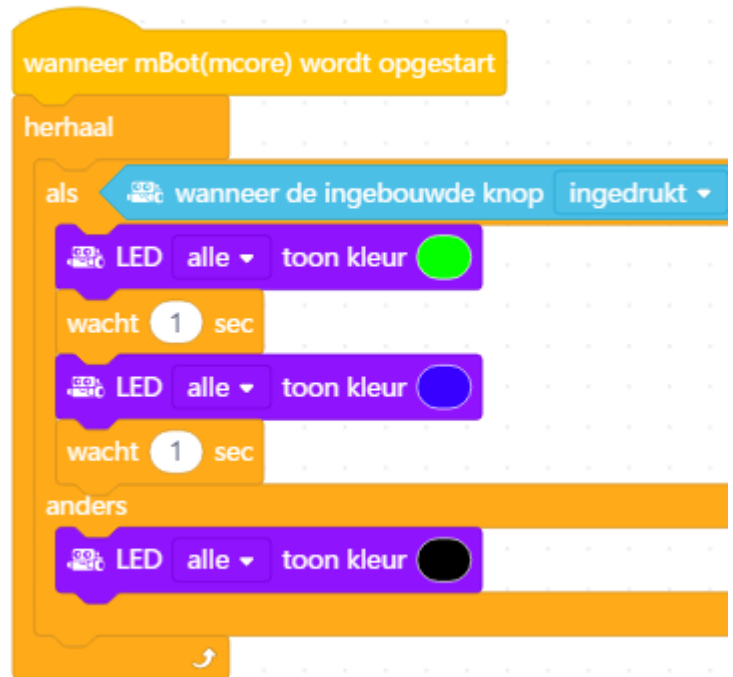 wanneer mBot(mcore) wordt opgestart
herhaal
als wanneer de ingebouwde knop ingedrukt
LED alle toon kleur
wacht 1 sec
LED alle toon kleur
wacht 1 sec
anders
LED alle toon kleur